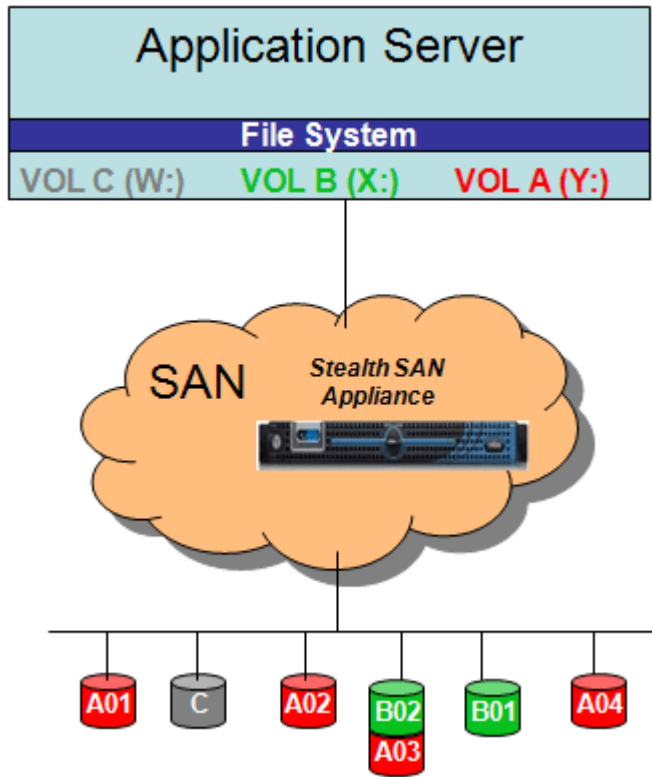 Application Server
File System
VOL C (W:) VOL B (X:) VOL A (Y:)
SAN
Stealth SAN
Appliance
A01 C A02 B02 B01 A04
A03